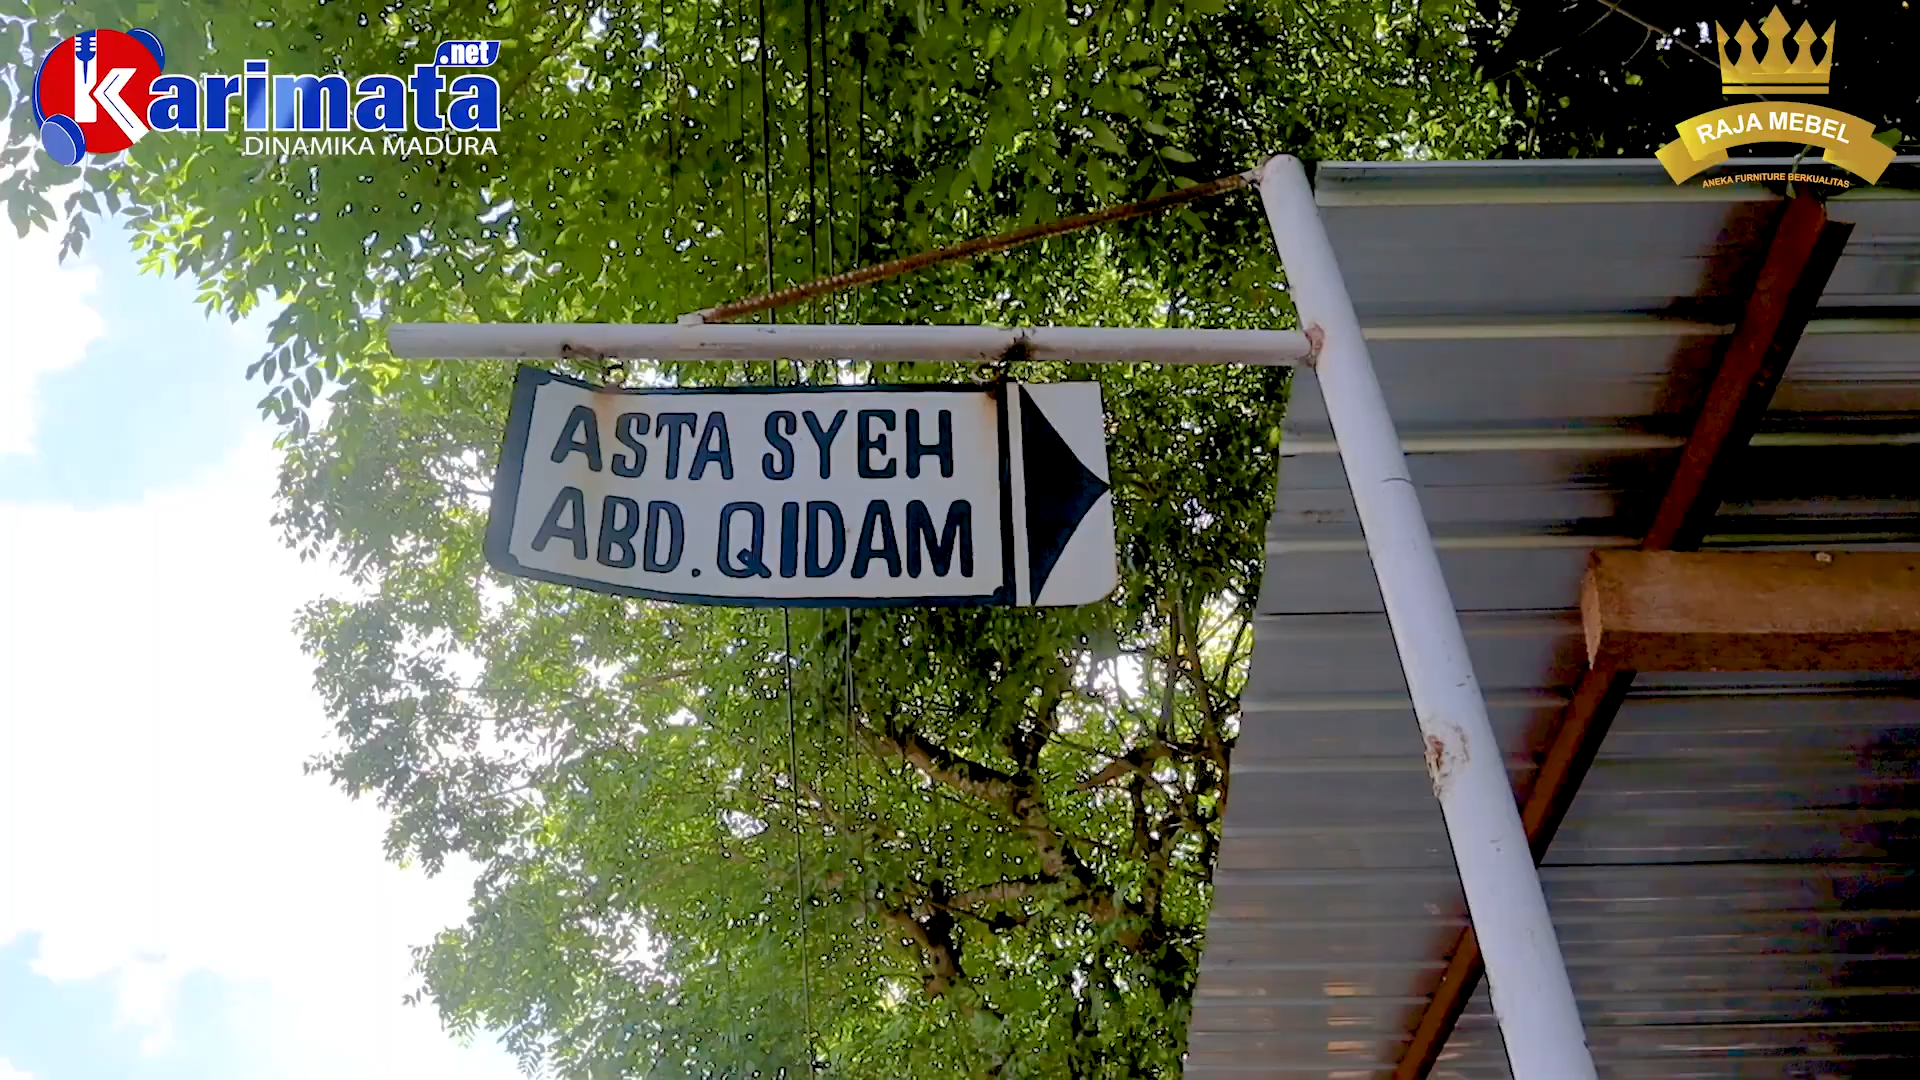 karimata.net
DINAMIKA MADURA
RAJA MEBEL
ANEKA FURNITURE BERKUALITAS
ASTA SYEH
ABD. QIDAM